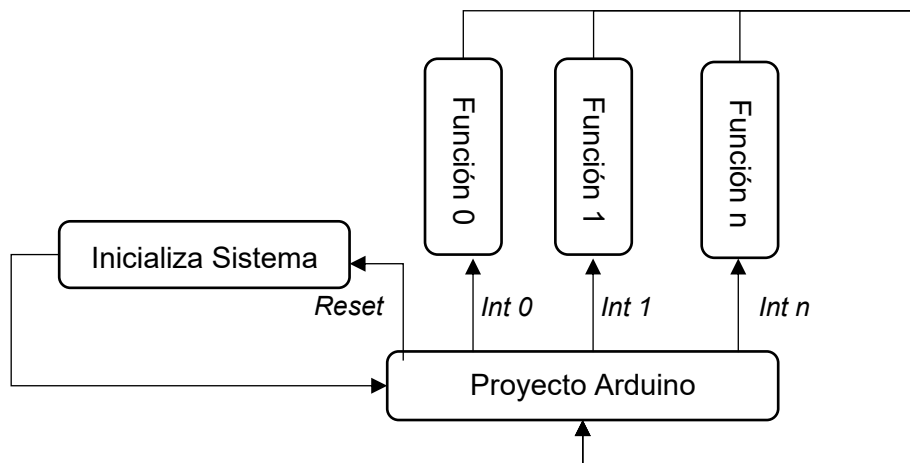 Función 0
Función 1
Función n
Inicializa Sistema
Reset
Int 0
Int 1
Int n
Proyecto Arduino